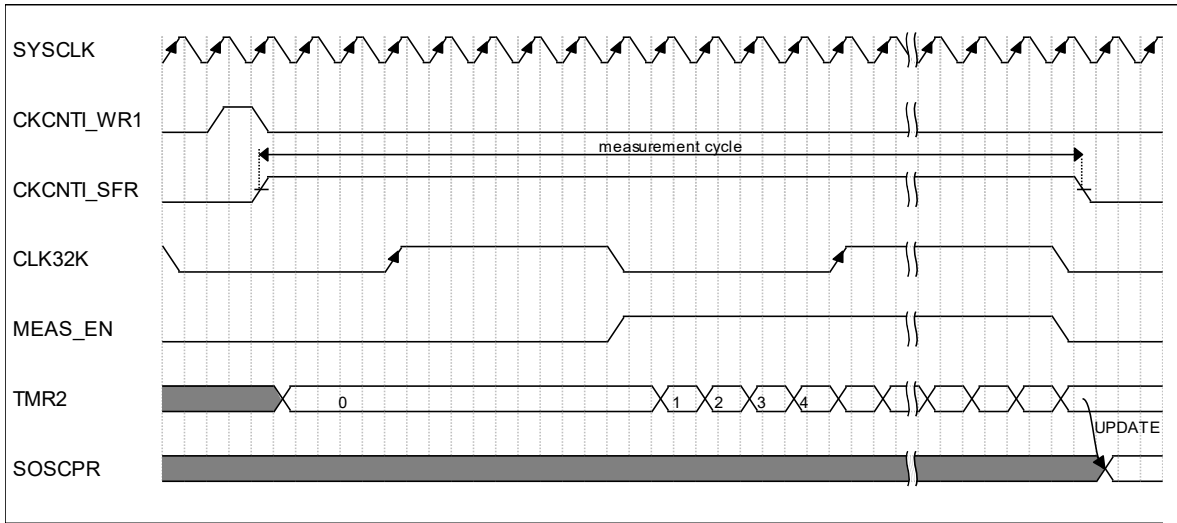 SYSCLK
CKCNTI_WR1
measurement cycle
CKCNTI_SFR
CLK32K
MEAS_EN
TMR2
0
1
2
3
4
UPDATE
SOSCPR